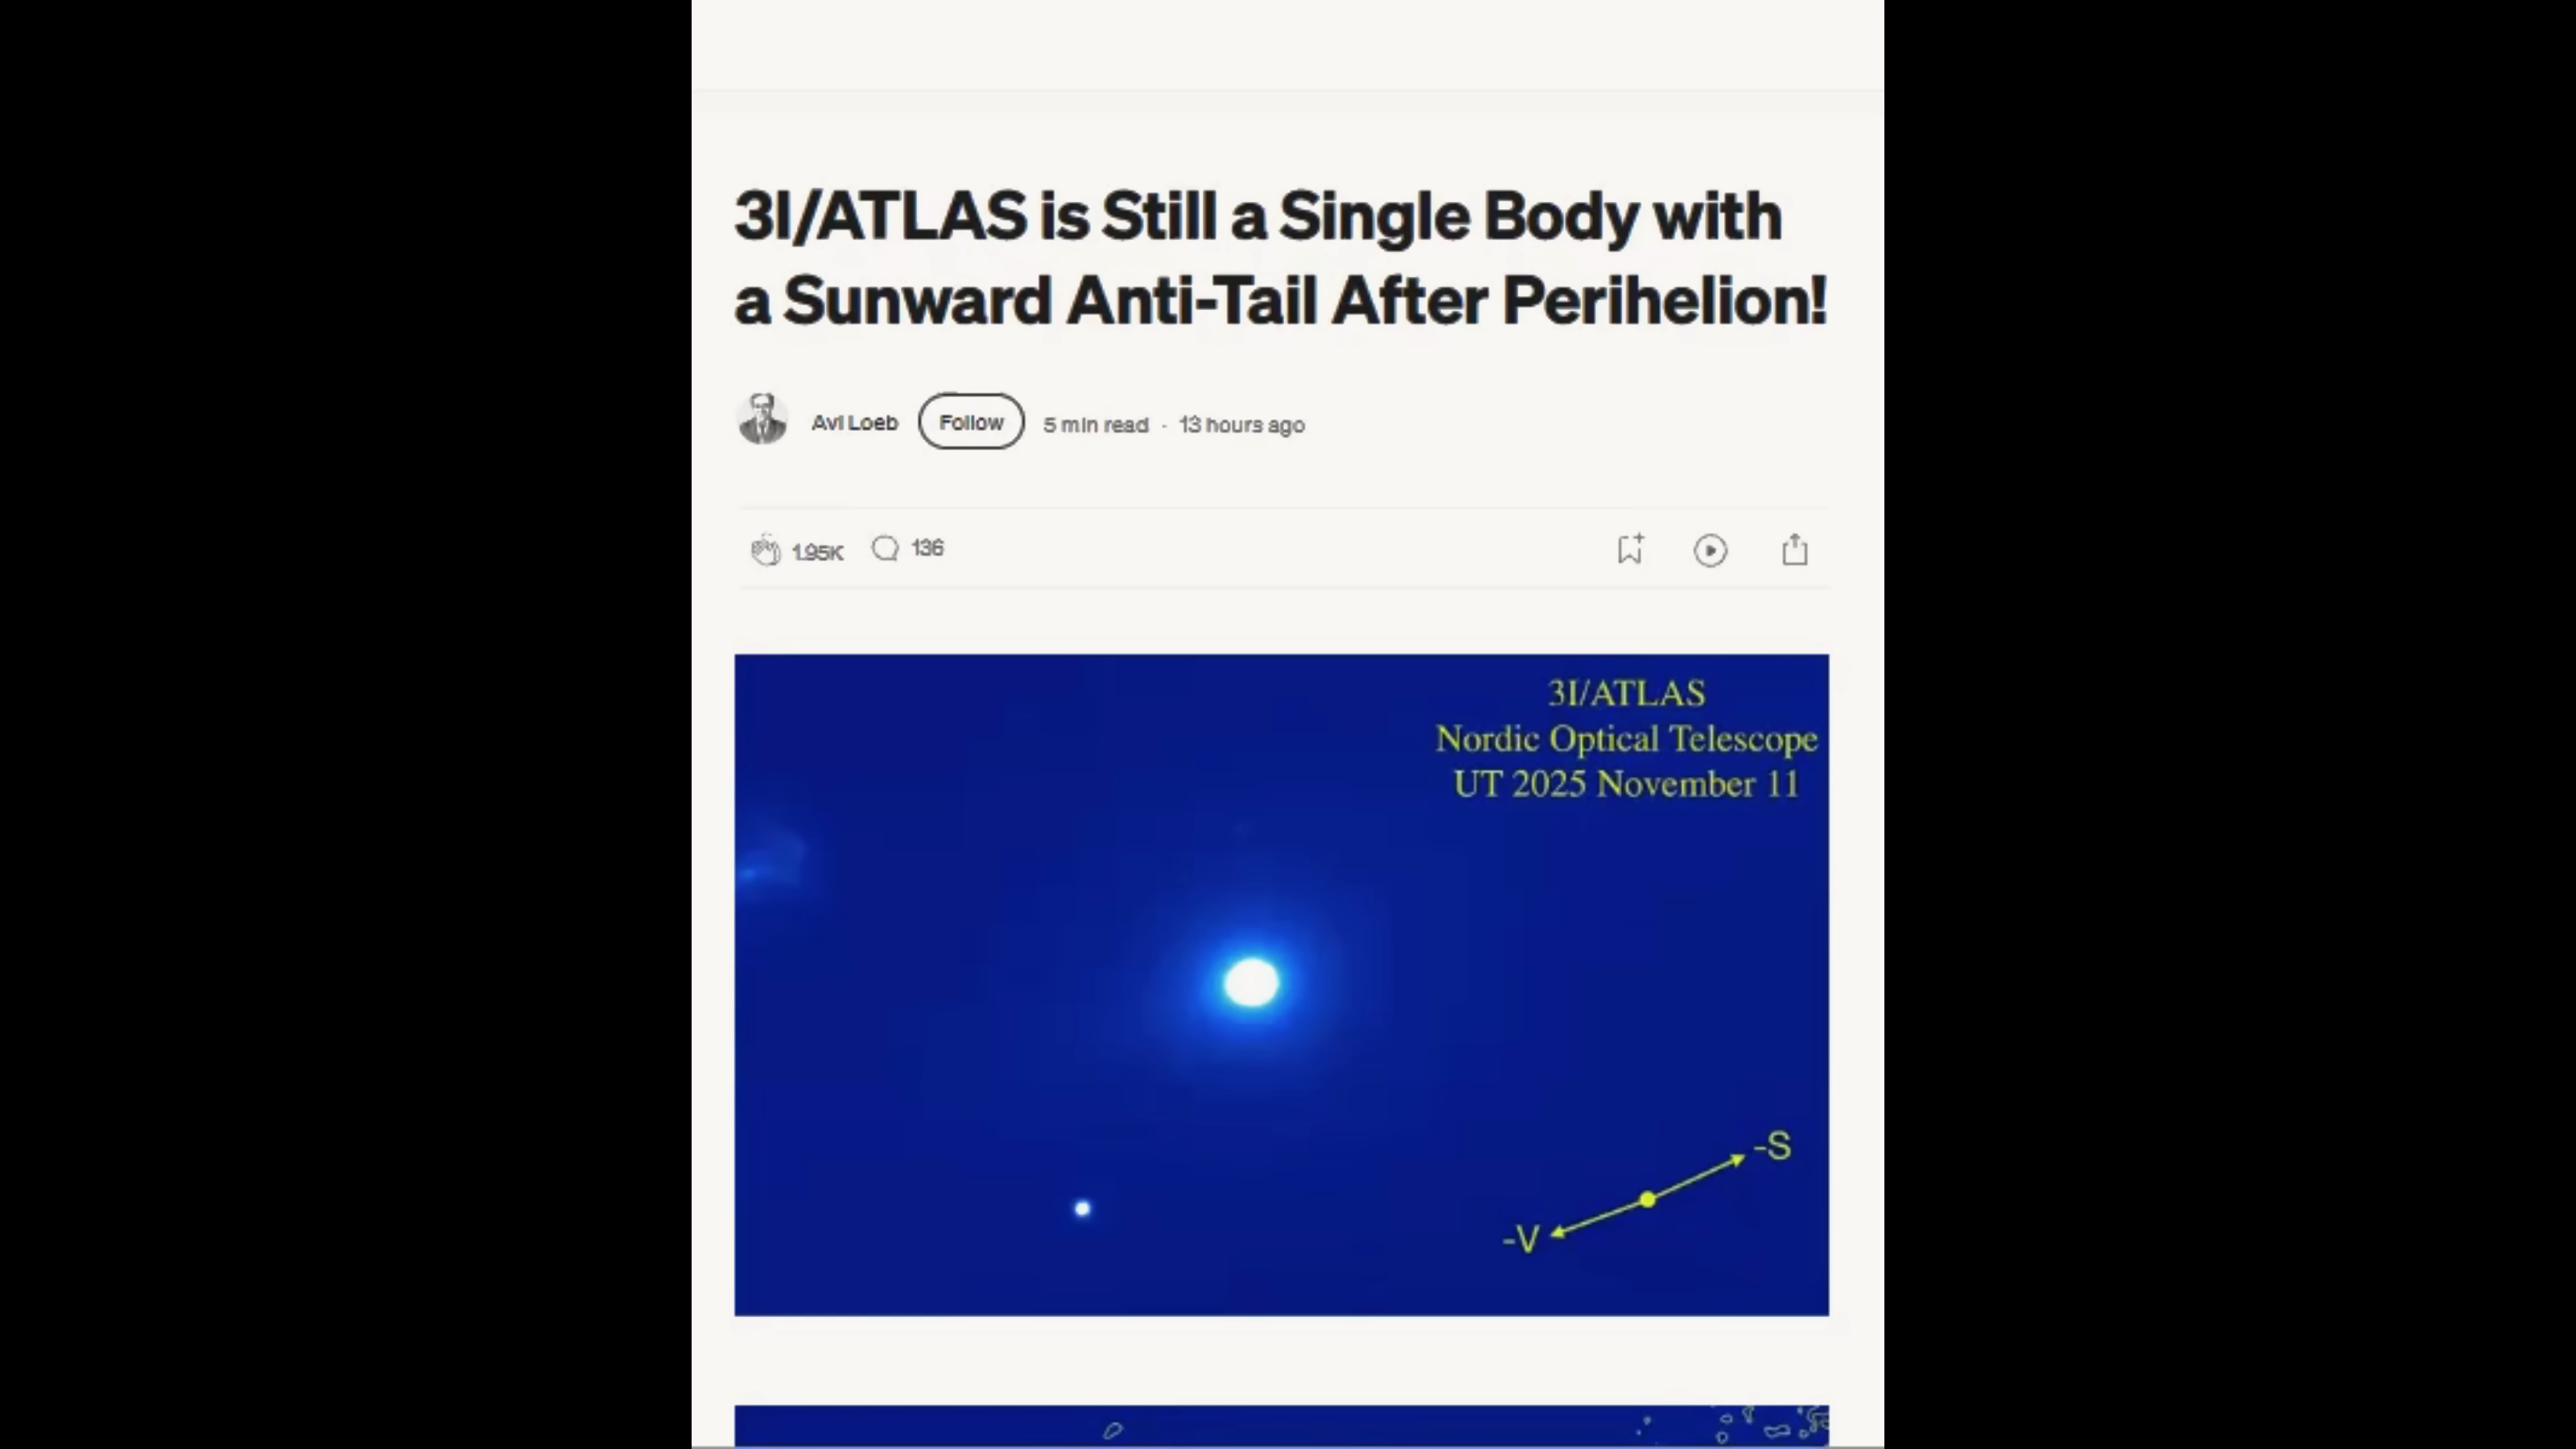 3I/ATLAS is Still a Single Body with
a Sunward Anti-Tail After Perihelion!
Avi Loeb Follow 5 min read · 13 hours ago
1.95K 136
3I/ATLAS
Nordic Optical Telescope
UT 2025 November 11
-S
-V